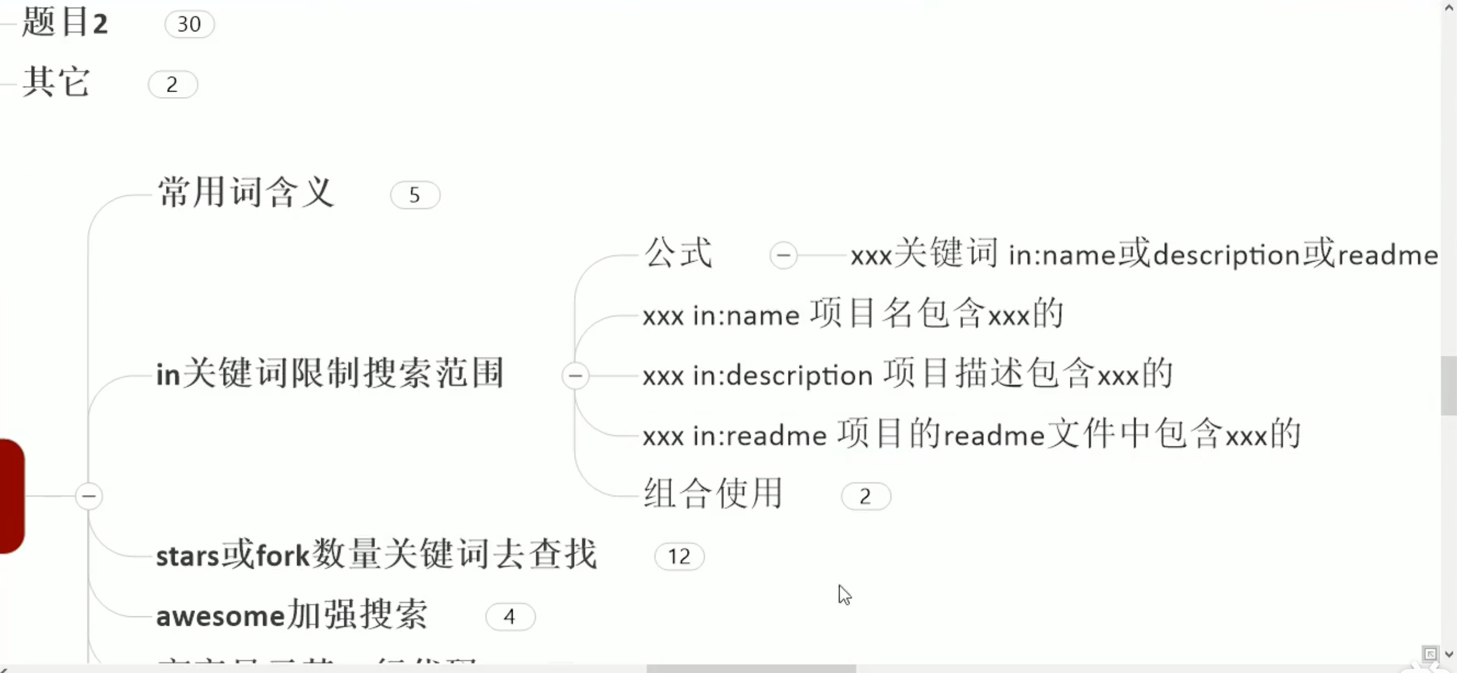 题目2 30
其它 2
常用词含义 5
公式 xxx关键词 in:name或description或readme
xxx in:name 项目名包含xxx的
in关键词限制搜索范围
xxx in:description 项目描述包含xxx的
xxx in:readme 项目的readme文件中包含xxx的
组合使用 2
stars或fork数量关键词去查找 12
awesome加强搜索 4